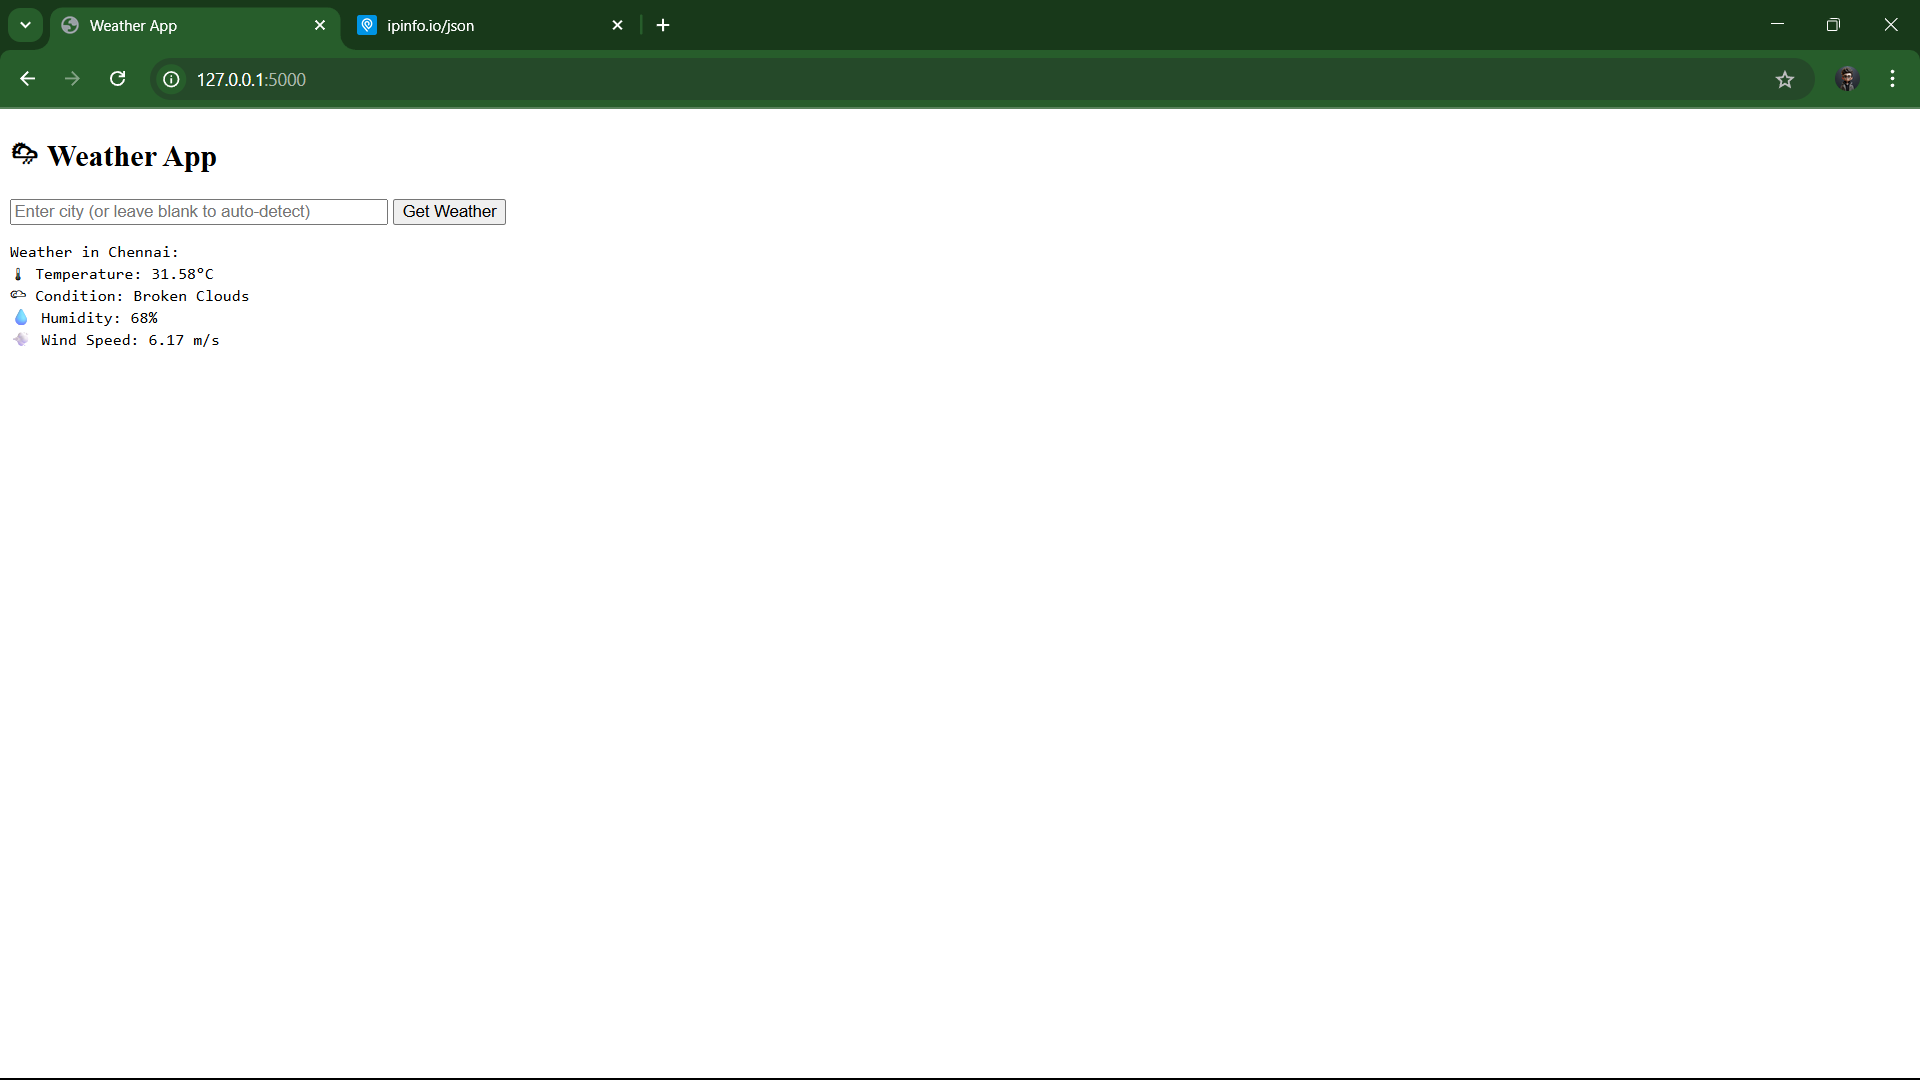 Weather App
ipinfo.io/json
127.0.0.1:5000
🌦 Weather App
Enter city (or leave blank to auto-detect) Get Weather
Weather in Chennai:
🌡 Temperature: 31.58°C
🌥 Condition: Broken Clouds
💧 Humidity: 68%
💨 Wind Speed: 6.17 m/s